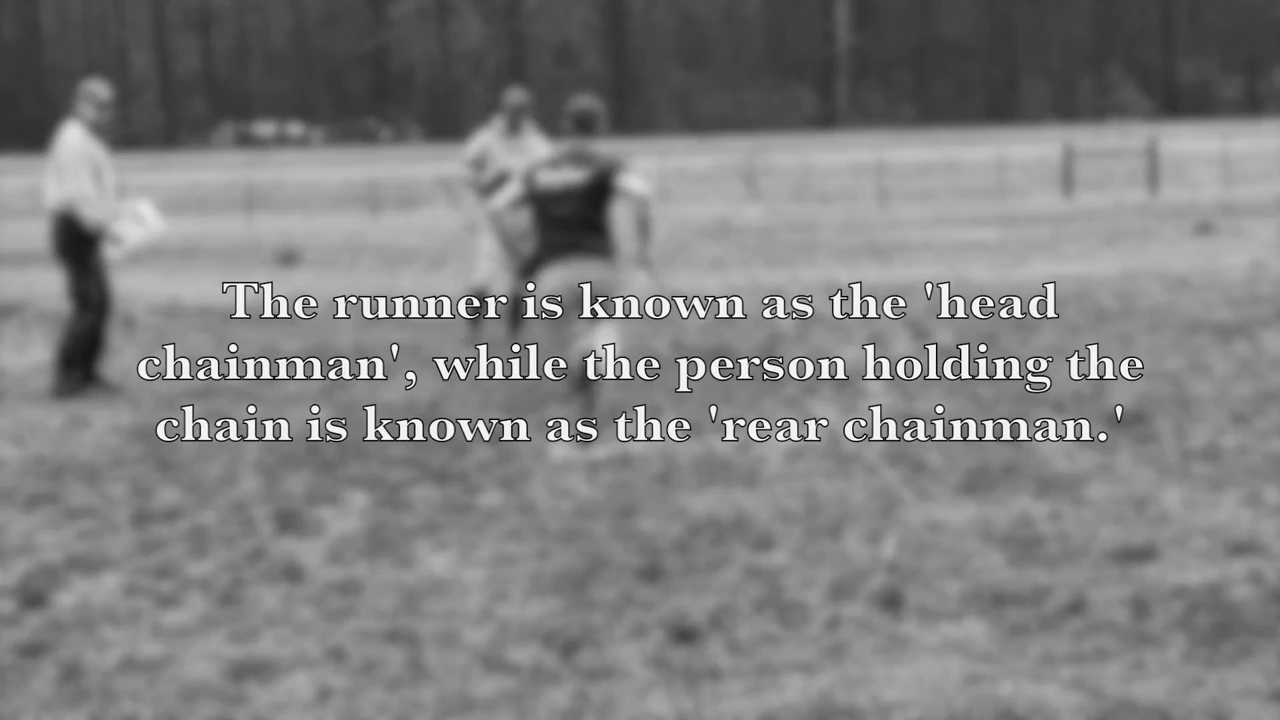 The runner is known as the 'head
chainman', while the person holding the
chain is known as the 'rear chainman.'